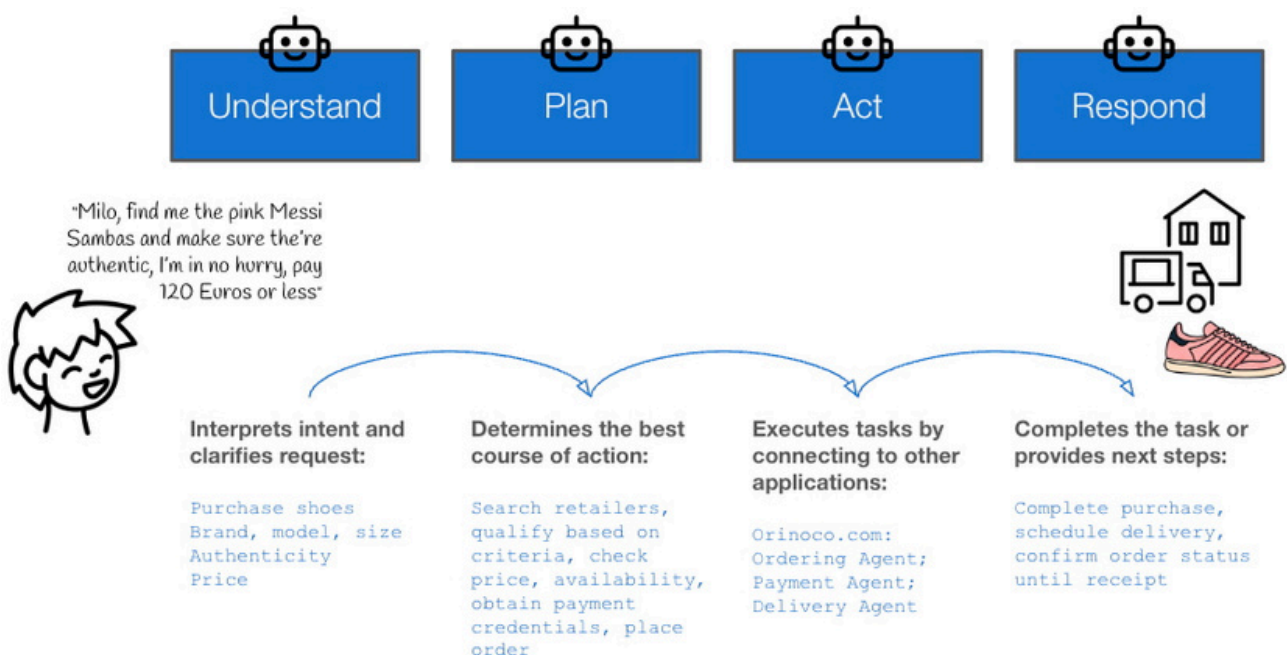 Understand
Plan
Act
Respond
"Milo, find me the pink Messi
Sambas and make sure the're
authentic, I'm in no hurry, pay
120 Euros or less"
Interprets intent and
clarifies request:
Purchase shoes
Brand, model, size
Authenticity
Price
Determines the best
course of action:
Search retailers,
qualify based on
criteria, check
price, availability,
obtain payment
credentials, place
order
Executes tasks by
connecting to other
applications:
Orinoco.com:
Ordering Agent;
Payment Agent;
Delivery Agent
Completes the task or
provides next steps:
Complete purchase,
schedule delivery,
confirm order status
until receipt